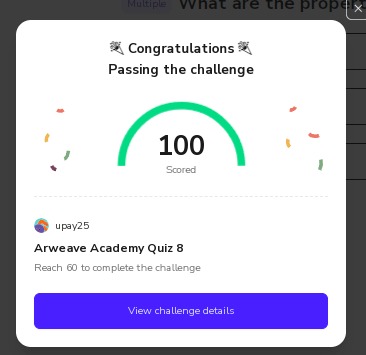 Multiple What are the propert
Congratulations
Passing the challenge
100
Scored
upay25
Arweave Academy Quiz 8
Reach 60 to complete the challenge
View challenge details